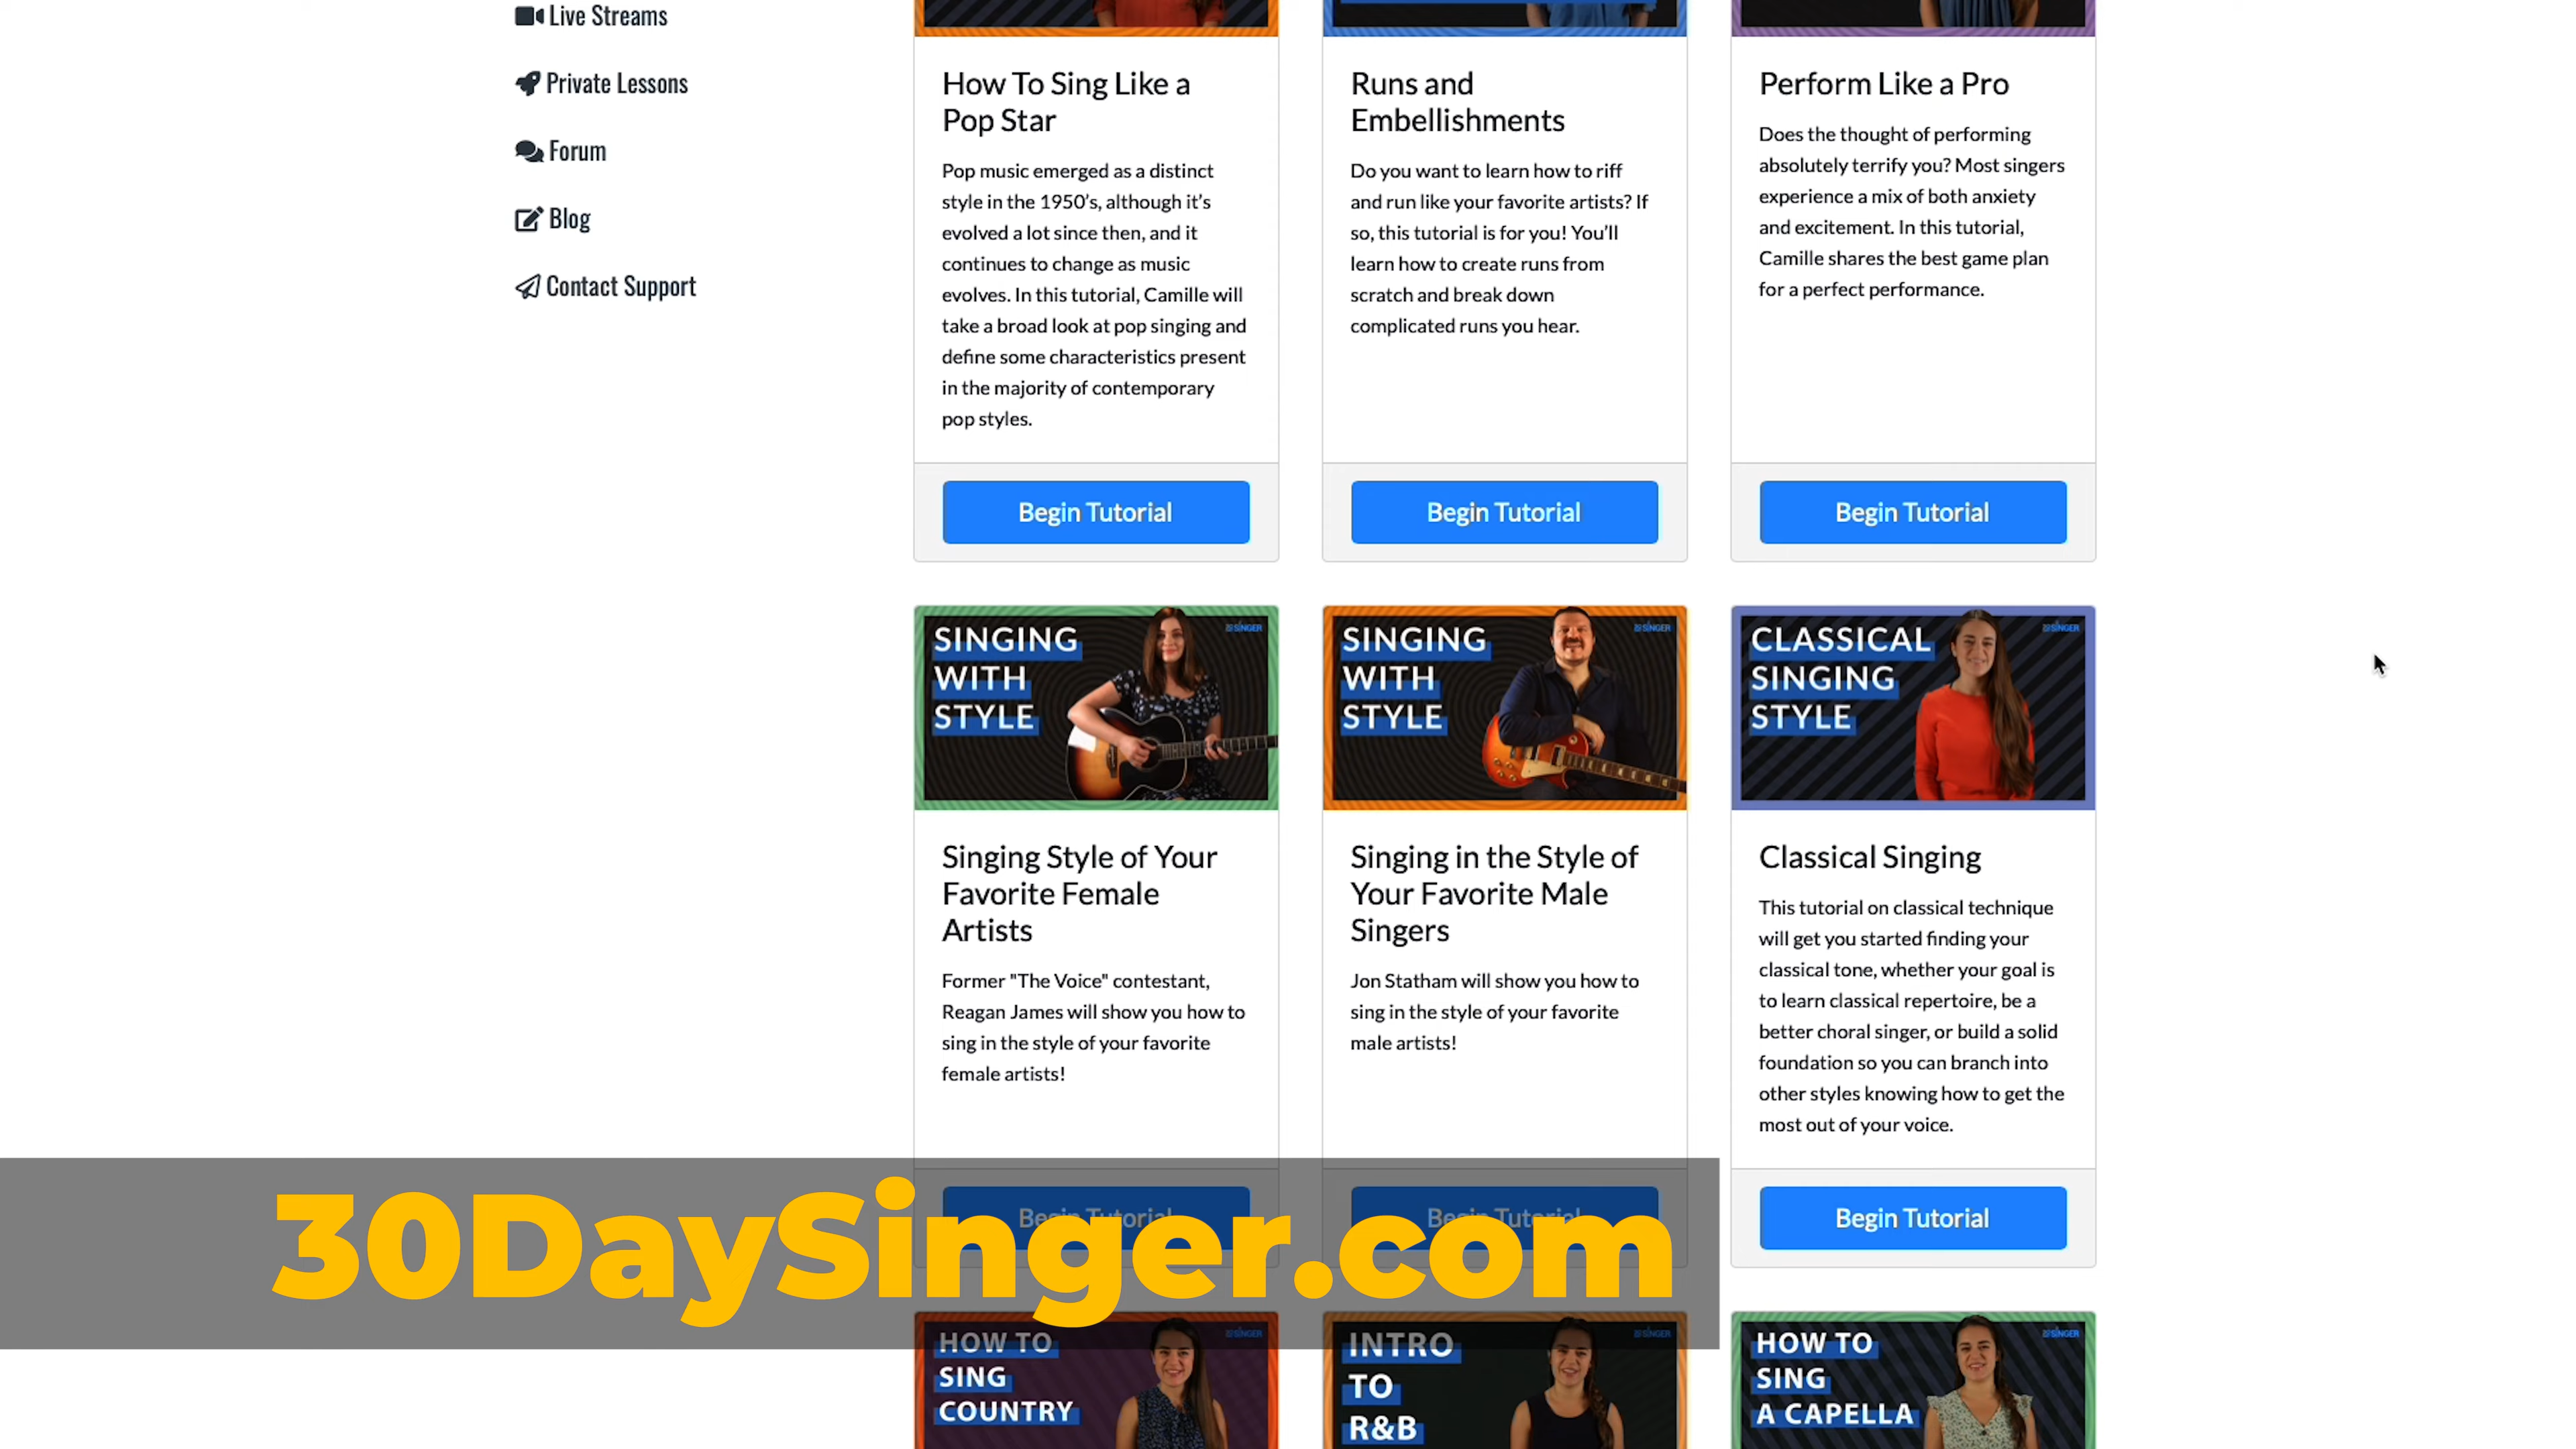 Live Streams
Private Lessons
Forum
Blog
Contact Support
How To Sing Like a
Pop Star
Pop music emerged as a distinct
style in the 1950's, although it's
evolved a lot since then, and it
continues to change as music
evolves. In this tutorial, Camille will
take a broad look at pop singing and
define some characteristics present
in the majority of contemporary
pop styles.
Begin Tutorial
Runs and
Embellishments
Do you want to learn how to riff
and run like your favorite artists? If
so, this tutorial is for you! You'll
learn how to create runs from
scratch and break down
complicated runs you hear.
Begin Tutorial
Perform Like a Pro
Does the thought of performing
absolutely terrify you? Most singers
experience a mix of both anxiety
and excitement. In this tutorial,
Camille shares the best game plan
for a perfect performance.
Begin Tutorial
SINGING
WITH
STYLE
SINGER
Singing Style of Your
Favorite Female
Artists
Former "The Voice" contestant,
Reagan James will show you how to
sing in the style of your favorite
female artists!
Begin Tutorial
SINGING
WITH
STYLE
SINGER
Singing in the Style of
Your Favorite Male
Singers
Jon Statham will show you how to
sing in the style of your favorite
male artists!
Begin Tutorial
CLASSICAL
SINGING
STYLE
SINGER
Classical Singing
This tutorial on classical technique
will get you started finding your
classical tone, whether your goal is
to learn classical repertoire, be a
better choral singer, or build a solid
foundation so you can branch into
other styles knowing how to get the
most out of your voice.
Begin Tutorial
30DaySinger.com
HOW TO
SING
COUNTRY
SINGER
INTRO
TO
R&B
SINGER
HOW TO
SING
A CAPELLA
SINGER